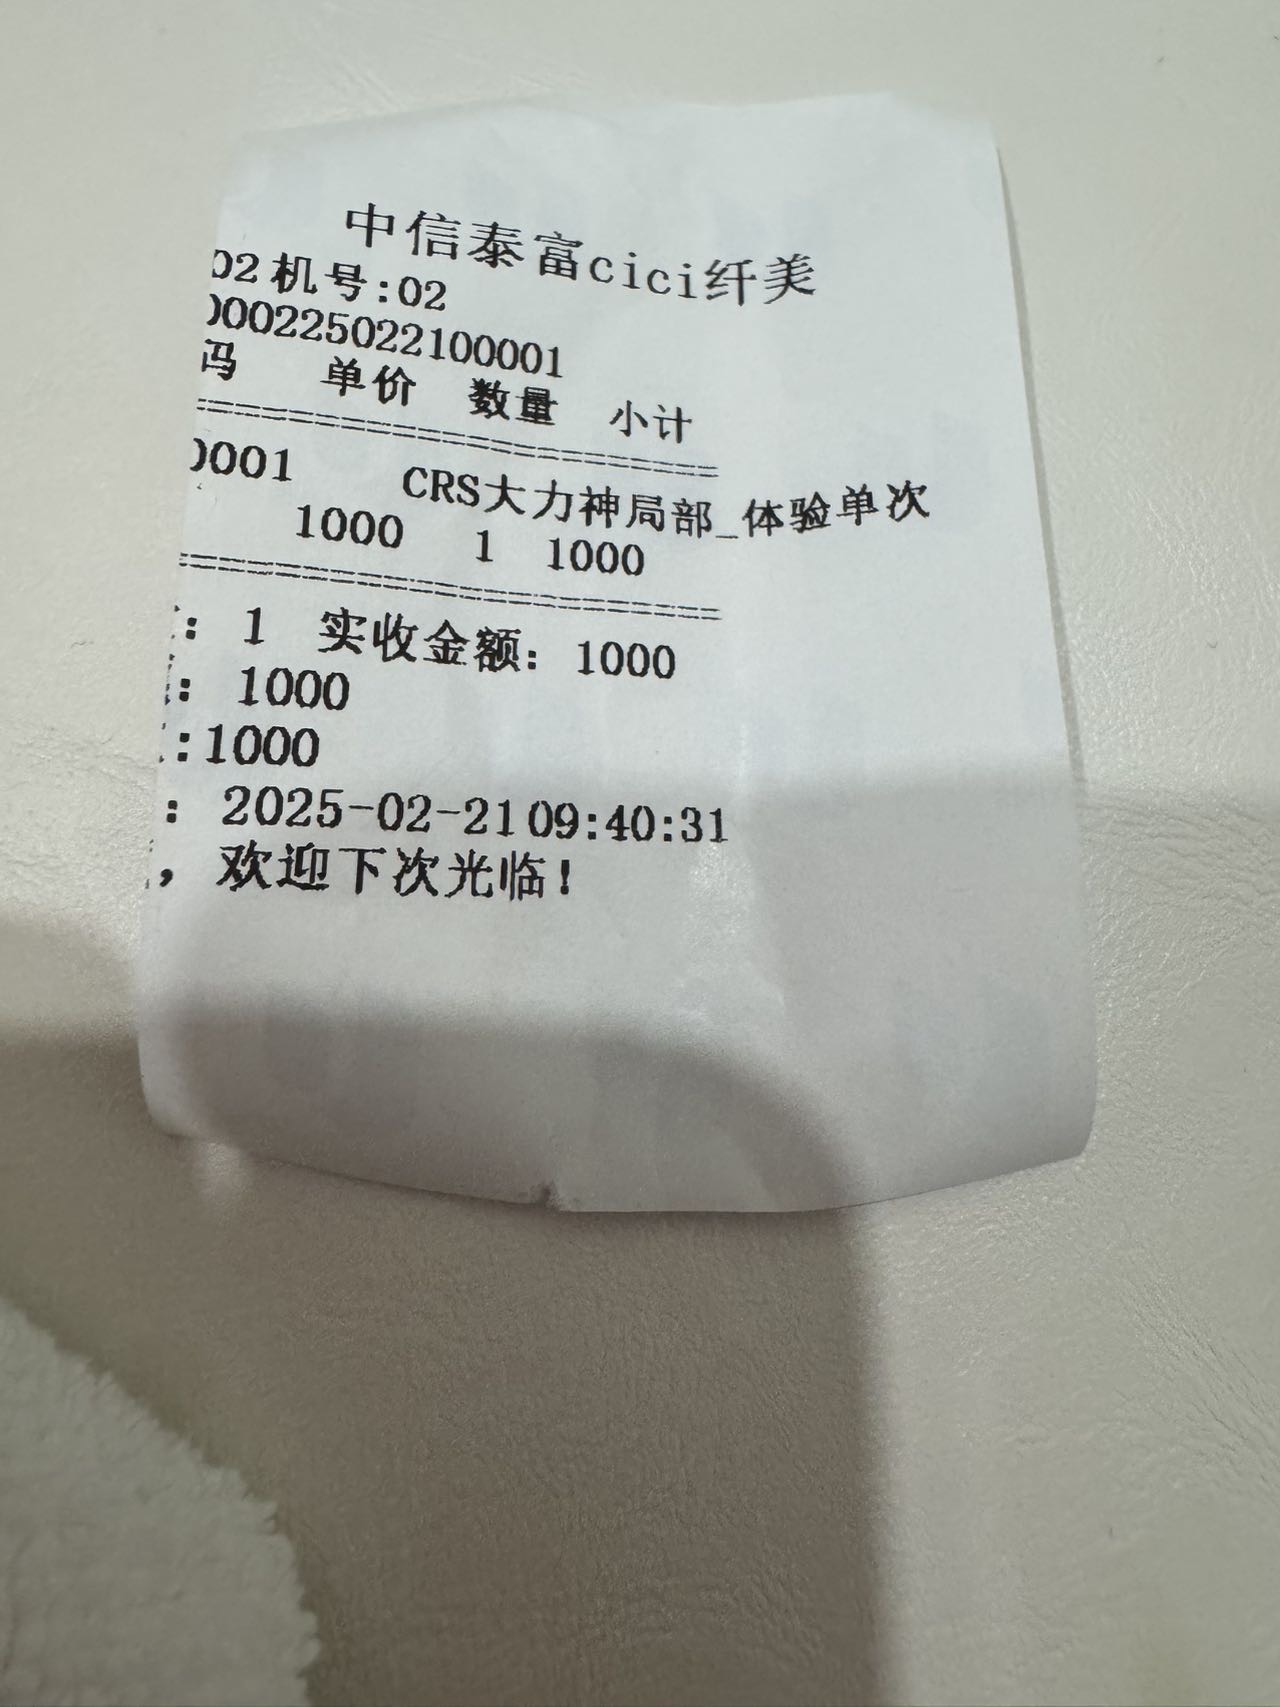 中信泰富cici纤美
02机号:02
000225022100001
码 单价 数量 小计
0001 CRS大力神局部_体验单次
1000 1 1000
: 1 实收金额: 1000
: 1000
:1000
: 2025-02-21 09:40:31
, 欢迎下次光临!